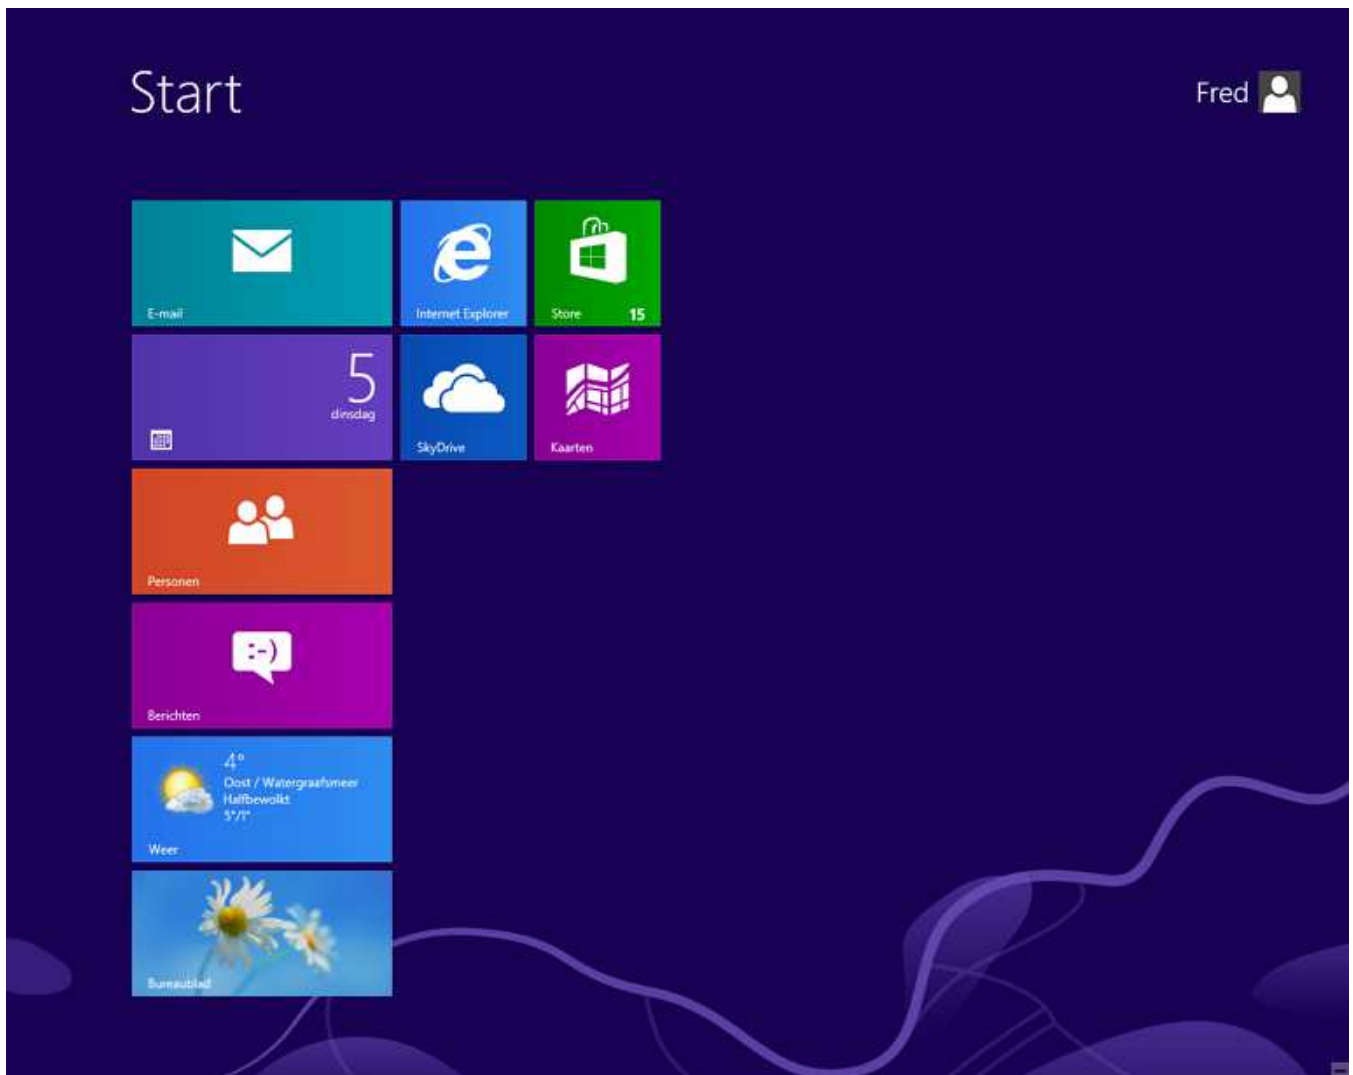 Start
Fred
E-mail
Internet Explorer
Store
15
5
dinsdag
SkyDrive
Kaarten
Personen
:-)
Berichten
4°
Oost / Watergraafsmeer
Halfbewolkt
5°/1°
Weer
Bureaublad